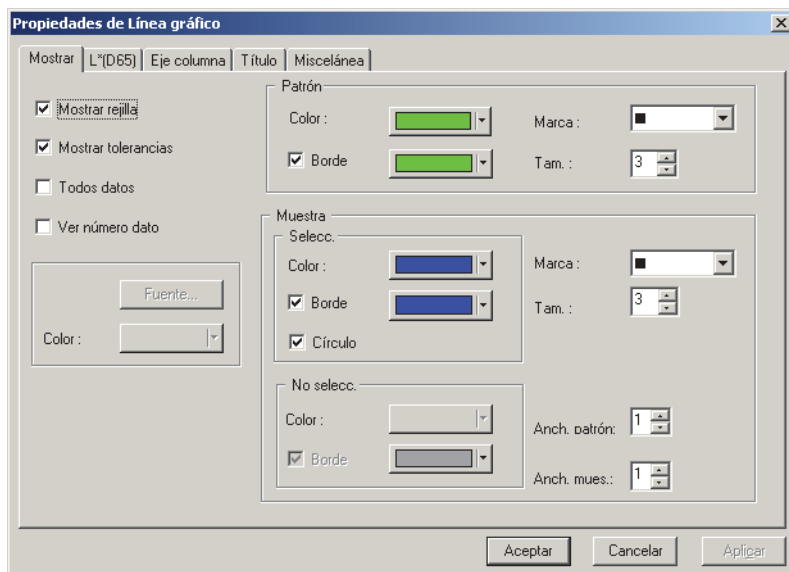 Propiedades de Línea gráfico
Mostrar
L*(D65)
Eje columna
Título
Miscelánea
Mostrar rejilla
Mostrar tolerancias
Todos datos
Ver número dato
Fuente...
Color :
Patrón
Color :
Marca :
Borde
Tam. :
3
Muestra
Selecc.
Color :
Marca :
Borde
Tam. :
3
Círculo
No selecc.
Color :
Borde
Anch. patrón:
1
Anch. mues.:
1
Aceptar
Cancelar
Aplicar